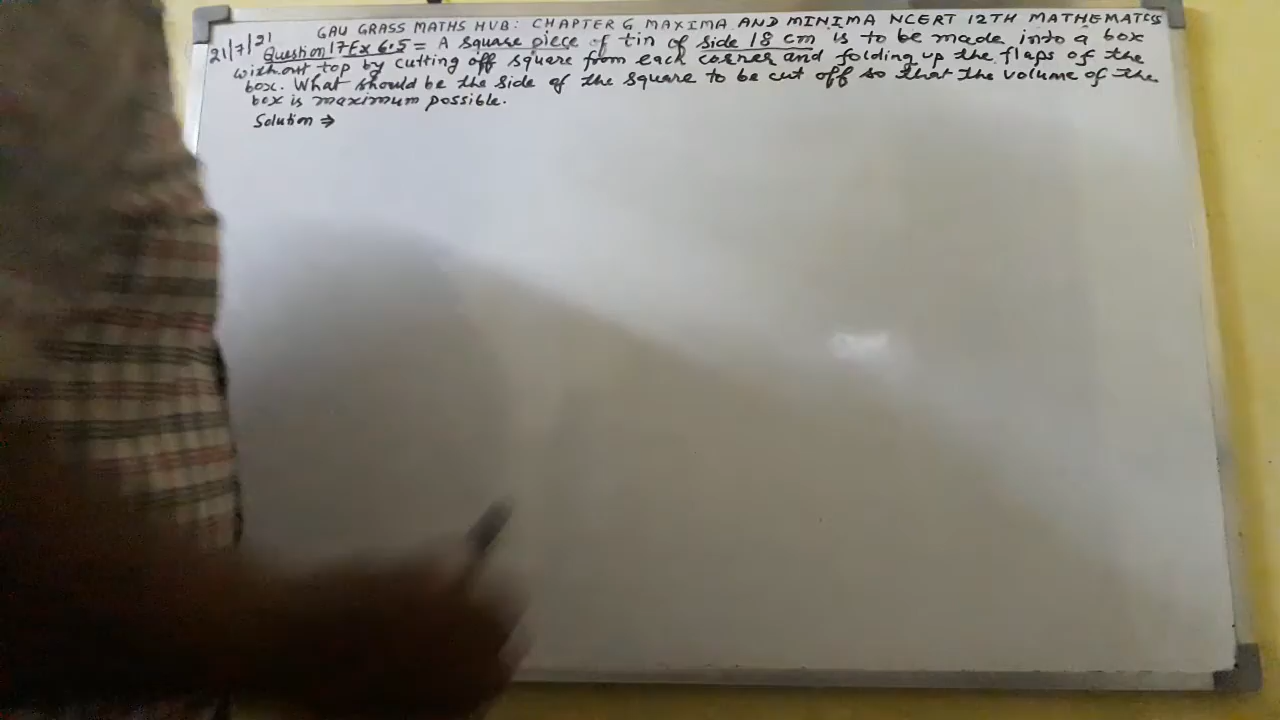 GAU GRASS MATHS HUB: CHAPTER 6 MAXIMA AND MINIMA NCERT 12TH MATHEMATICS
21/7/21 Question 17 Ex 6.5 = A square piece of tin of side 18 cm is to be made into a box
without top by cutting off square from each corner and folding up the flaps of the
box. What should be the side of the square to be cut off so that the volume of the
box is maximum possible.
Solution ⇒